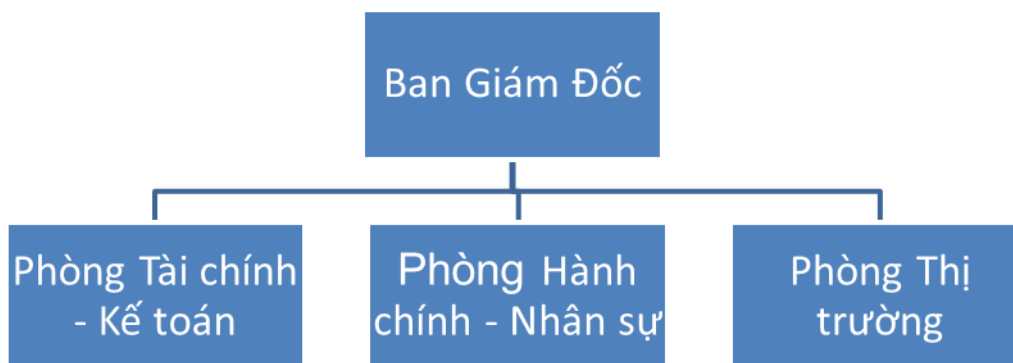 Ban Giám Đốc
Phòng Tài chính
- Kế toán
Phòng Hành
chính - Nhân sự
Phòng Thị
trường